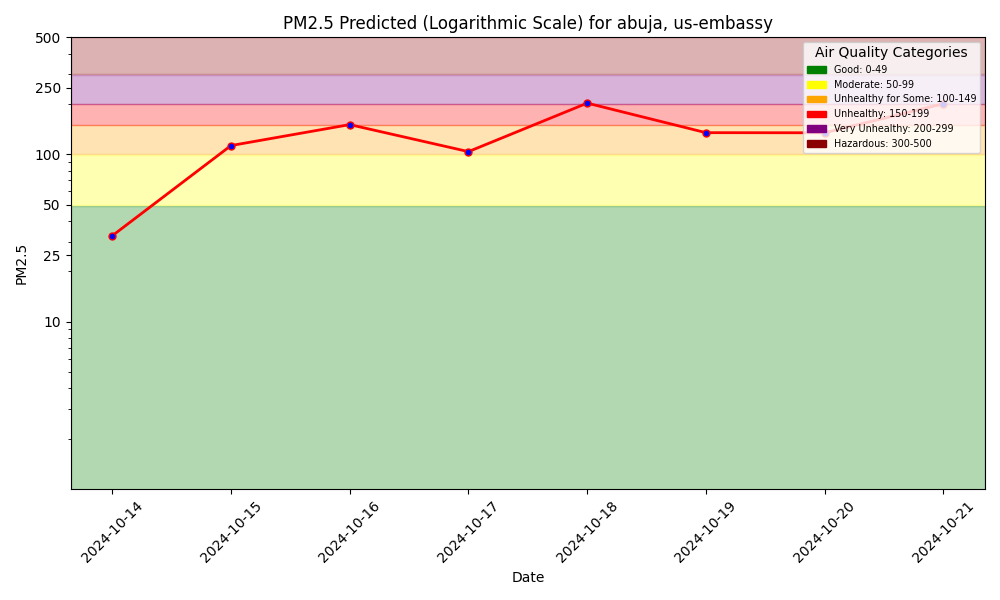 PM2.5 Predicted (Logarithmic Scale) for abuja, us-embassy
500
250
100
50
25
10
PM2.5
Air Quality Categories
Good: 0-49
Moderate: 50-99
Unhealthy for Some: 100-149
Unhealthy: 150-199
Very Unhealthy: 200-299
Hazardous: 300-500
2024-10-14
2024-10-15
2024-10-16
2024-10-17
2024-10-18
2024-10-19
2024-10-20
2024-10-21
Date